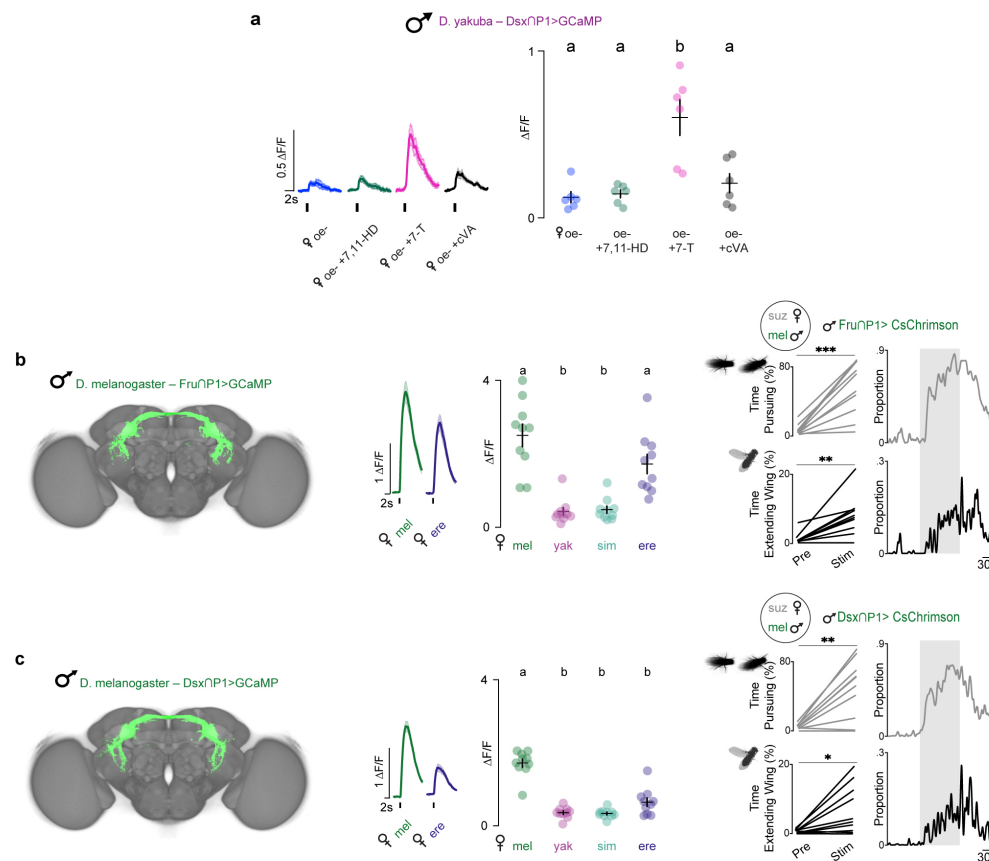 a
♂ D. yakuba – Dsx∩P1>GCaMP
0.5 ΔF/F
2s
♀ oe-
♀ oe- +7,11-HD
♀ oe- +7-T
♀ oe- +cVA
ΔF/F
1
0
a a b a
♀ oe- oe- +7,11-HD oe- +7-T oe- +cVA
b
♂ D. melanogaster – Fru∩P1>GCaMP
1 ΔF/F
2s
♀ mel
♀ ere
ΔF/F
4
0
a b b a
♀ mel yak sim ere
suz ♀
mel ♂
♂ Fru∩P1> CsChrimson
***
Time
Pursuing (%)
80
0
Proportion
.9
0
**
Time
Extending Wing (%)
20
0
Pre Stim
Proportion
.3
0
30
c
♂ D. melanogaster – Dsx∩P1>GCaMP
1 ΔF/F
2s
♀ mel
♀ ere
ΔF/F
4
0
a b b b
♀ mel yak sim ere
suz ♀
mel ♂
♂ Dsx∩P1> CsChrimson
**
Time
Pursuing (%)
80
0
Proportion
.9
0
*
Time
Extending Wing (%)
20
0
Pre Stim
Proportion
.3
0
30